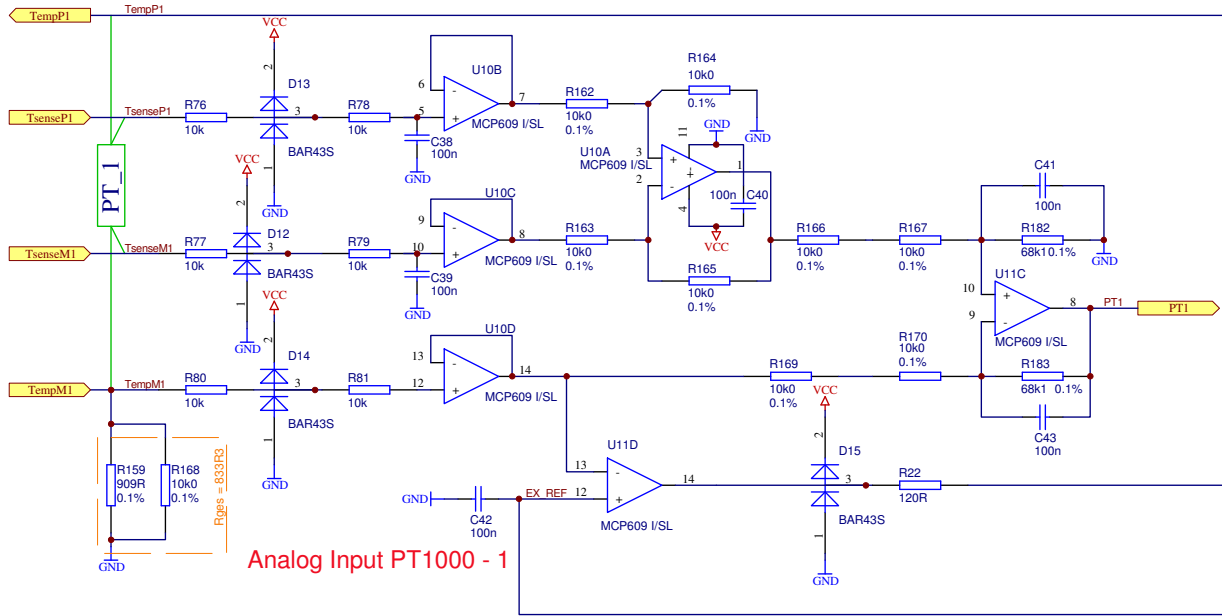 TempP1
TempP1
VCC
2
D13
TsenseP1
TsenseP1
R76
10k
3
BAR43S
1
GND
R78
10k
C38
100n
GND
6
5
U10B
7
MCP609 I/SL
R162
10k0
0.1%
R164
10k0
0.1%
GND
U10A
MCP609 I/SL
3
2
11
GND
1
100n
C40
4
VCC
R165
10k0
0.1%
PT_1
VCC
2
D12
TsenseM1
TsenseM1
R77
10k
3
BAR43S
1
GND
R79
10k
C39
100n
GND
9
10
U10C
8
MCP609 I/SL
R163
10k0
0.1%
R166
10k0
0.1%
R167
10k0
0.1%
C41
100n
R182
68k1 0.1%
GND
U11C
10
9
8
MCP609 I/SL
PT1
PT1
R183
68k1 0.1%
C43
100n
VCC
2
D14
TempM1
TempM1
R80
10k
3
BAR43S
1
GND
R81
10k
13
12
U10D
14
MCP609 I/SL
R169
10k0
0.1%
R170
10k0
0.1%
R159
909R
0.1%
R168
10k0
0.1%
Rges = 833R3
GND
GND
C42
100n
EX_REF
U11D
13
12
14
MCP609 I/SL
VCC
2
D15
3
BAR43S
1
GND
R22
120R
Analog Input PT1000 - 1